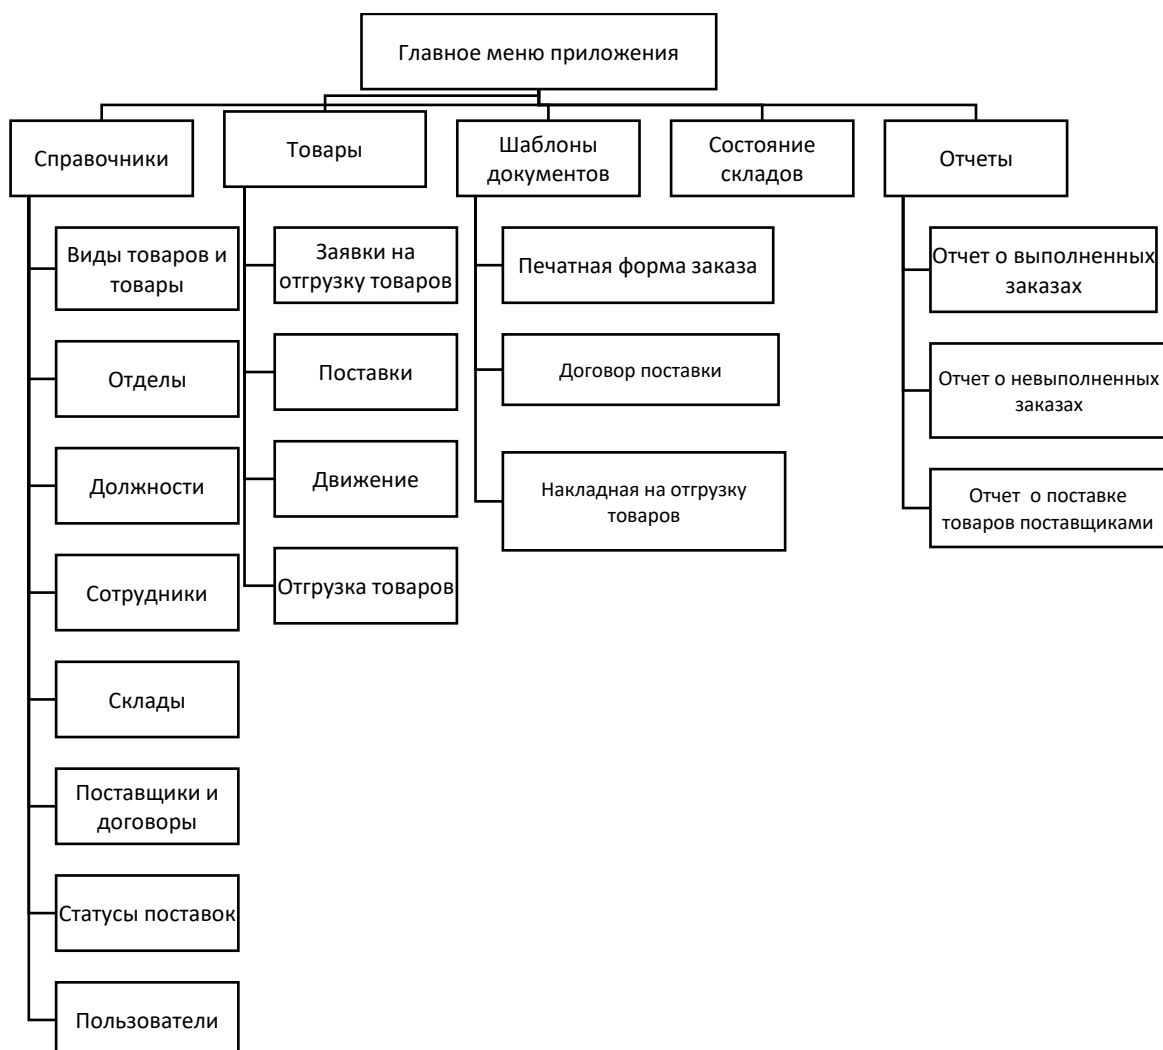 Главное меню приложения
Справочники
Товары
Шаблоны
документов
Состояние
складов
Отчеты
Виды товаров и
товары
Отделы
Должности
Сотрудники
Склады
Поставщики и
договоры
Статусы поставок
Пользователи
Заявки на
отгрузку товаров
Поставки
Движение
Отгрузка товаров
Печатная форма заказа
Договор поставки
Накладная на отгрузку
товаров
Отчет о выполненных
заказах
Отчет о невыполненных
заказах
Отчет  о поставке
товаров поставщиками